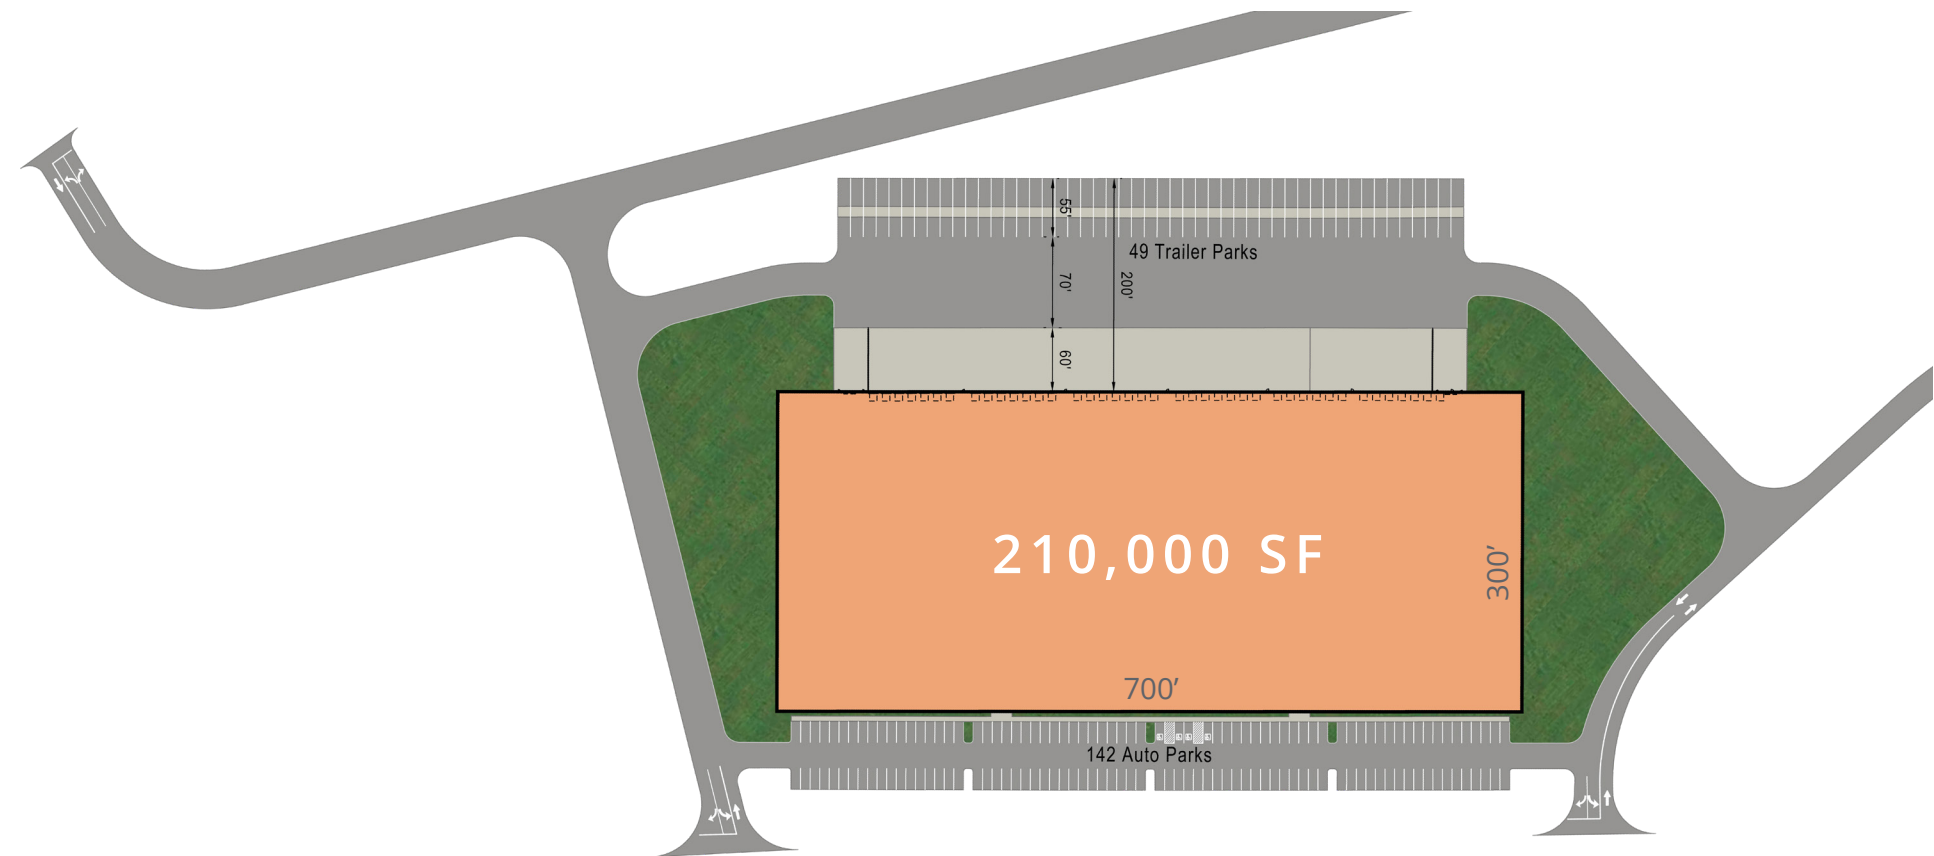 55'
49 Trailer Parks
70'
200'
60'
210,000 SF
300’
700’
142 Auto Parks